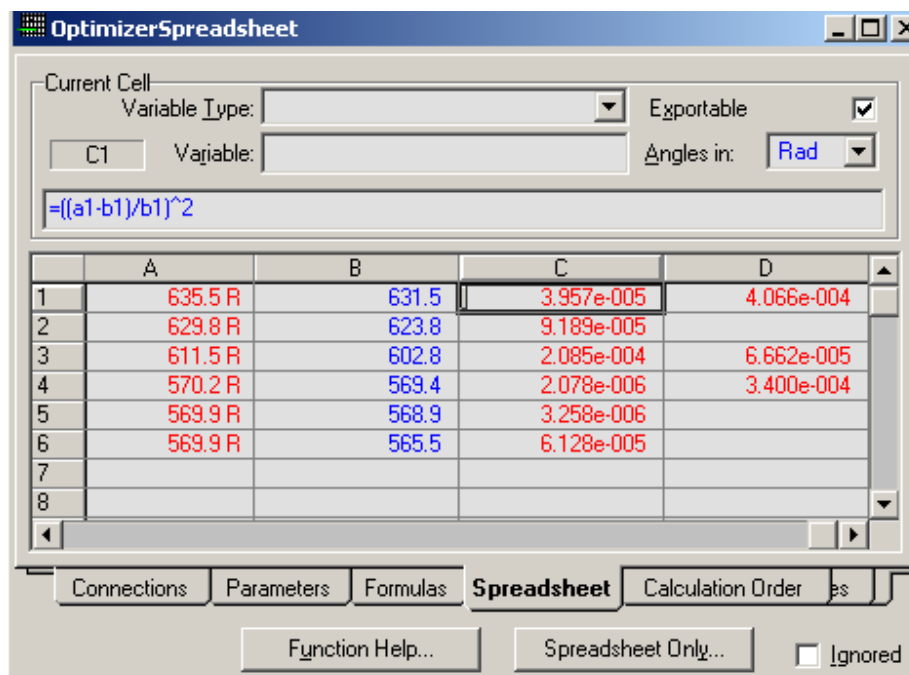 OptimizerSpreadsheet
Current Cell
Variable Type:
Exportable
C1
Variable:
Angles in:
Rad
=((a1-b1)/b1)^2
A B C D
1 635.5 R 631.5 3.957e-005 4.066e-004
2 629.8 R 623.8 9.189e-005
3 611.5 R 602.8 2.085e-004 6.662e-005
4 570.2 R 569.4 2.078e-006 3.400e-004
5 569.9 R 568.9 3.258e-006
6 569.9 R 565.5 6.128e-005
7
8
Connections Parameters Formulas Spreadsheet Calculation Order es
Function Help... Spreadsheet Only... Ignored